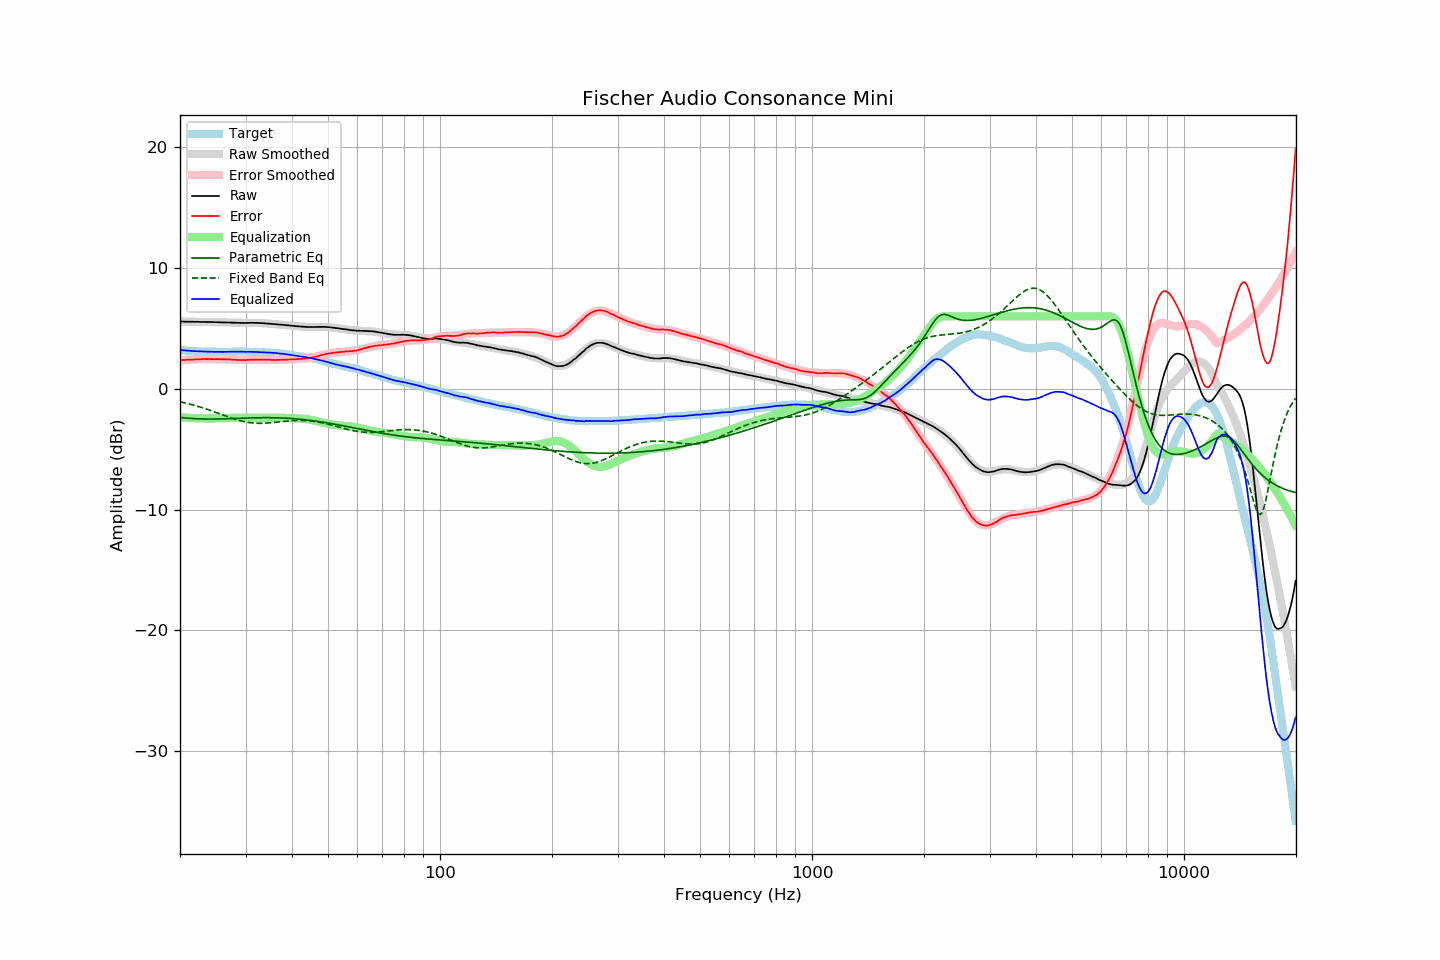 Fischer Audio Consonance Mini
Target
Raw Smoothed
Error Smoothed
Raw
Error
Equalization
Parametric Eq
Fixed Band Eq
Equalized
20
10
0
−10
−20
−30
Amplitude (dBr)
100
1000
10000
Frequency (Hz)